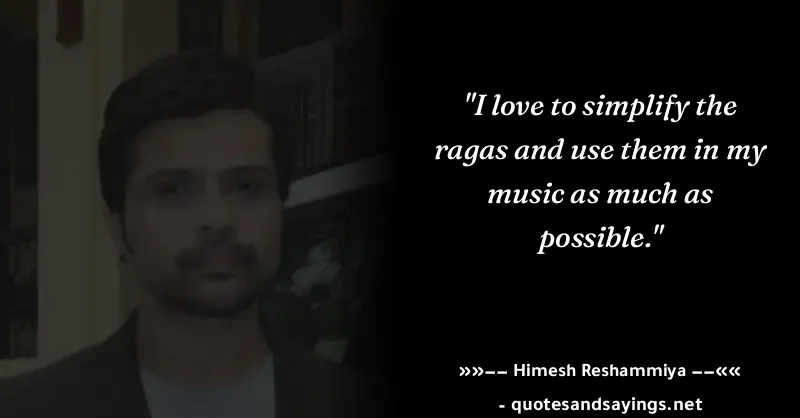 "I love to simplify the
ragas and use them in my
music as much as
possible."
»»−− Himesh Reshammiya −−««
- quotesandsayings.net